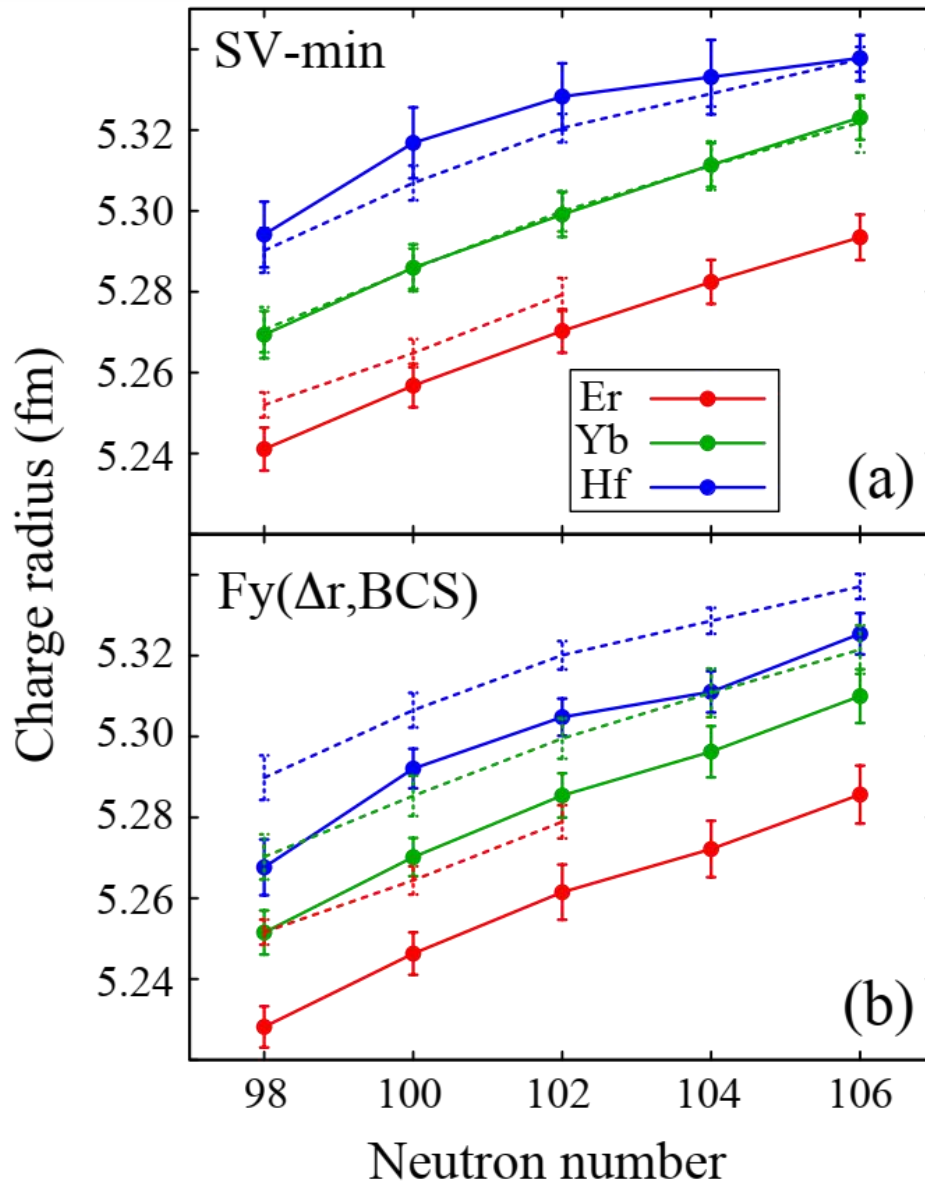 SV-min
5.32
5.30
5.28
5.26
5.24
Er
Yb
Hf
(a)
Charge radius (fm)
Fy(Δr,BCS)
5.32
5.30
5.28
5.26
5.24
(b)
98 100 102 104 106
Neutron number